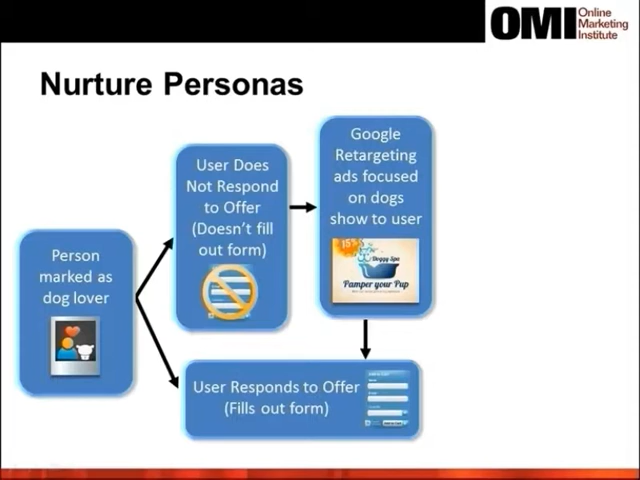 OMI Online
Marketing
Institute
Nurture Personas
Person
marked as
dog lover
User Does
Not Respond
to Offer
(Doesn't fill
out form)
Google
Retargeting
ads focused
on dogs
show to user
15%
Doggy Spa
Pamper your Pup
User Responds to Offer
(Fills out form)